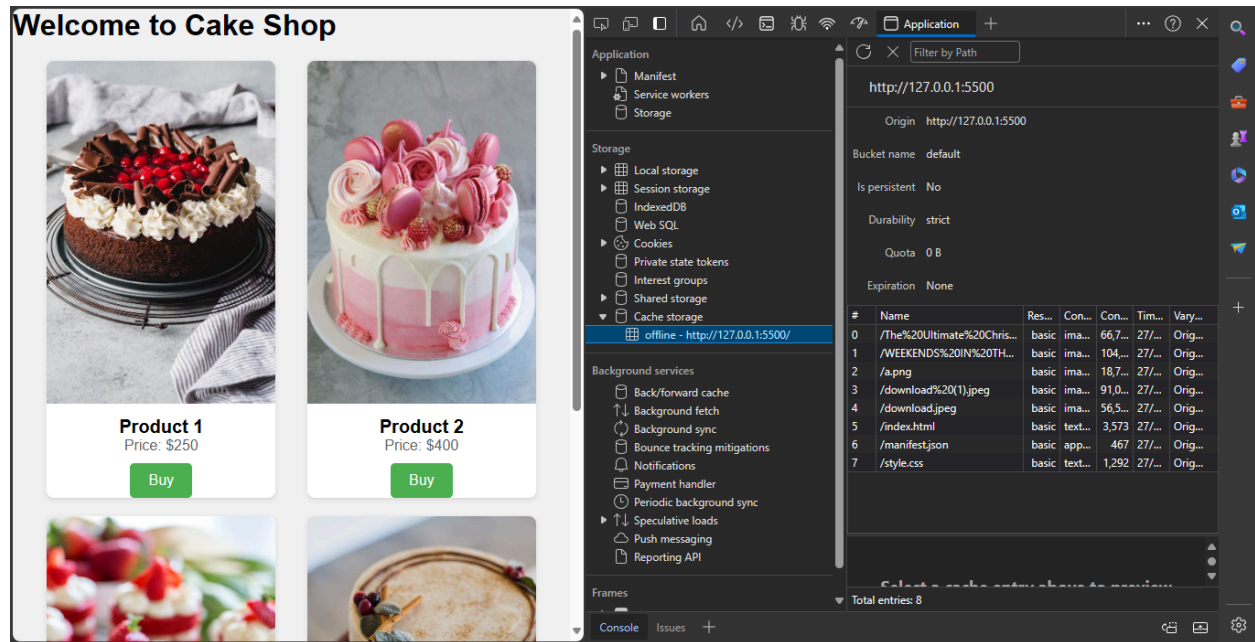 Welcome to Cake Shop
Product 1
Price: $250
Buy
Product 2
Price: $400
Buy
Application
Application
Manifest
Service workers
Storage
Storage
Local storage
Session storage
IndexedDB
Web SQL
Cookies
Private state tokens
Interest groups
Shared storage
Cache storage
offline - http://127.0.0.1:5500/
Background services
Back/forward cache
Background fetch
Background sync
Bounce tracking mitigations
Notifications
Payment handler
Periodic background sync
Speculative loads
Push messaging
Reporting API
Frames
Filter by Path
http://127.0.0.1:5500
Origin http://127.0.0.1:5500
Bucket name default
Is persistent No
Durability strict
Quota 0 B
Expiration None
# Name Res... Con... Con... Tim... Vary...
0 /The%20Ultimate%20Chris... basic ima... 66,7... 27/... Orig...
1 /WEEKENDS%20IN%20TH... basic ima... 104,... 27/... Orig...
2 /a.png basic ima... 18,7... 27/... Orig...
3 /download%20(1).jpeg basic ima... 91,0... 27/... Orig...
4 /download.jpeg basic ima... 56,5... 27/... Orig...
5 /index.html basic text... 3,573 27/... Orig...
6 /manifest.json basic app... 467 27/... Orig...
7 /style.css basic text... 1,292 27/... Orig...
Select a cache entry above to preview
Total entries: 8
Console Issues